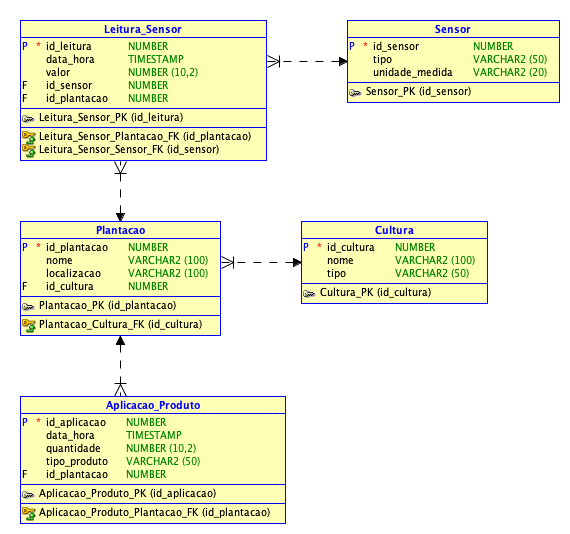 Leitura_Sensor
P * id_leitura NUMBER
data_hora TIMESTAMP
valor NUMBER (10,2)
F id_sensor NUMBER
F id_plantacao NUMBER
Leitura_Sensor_PK (id_leitura)
Leitura_Sensor_Plantacao_FK (id_plantacao)
Leitura_Sensor_Sensor_FK (id_sensor)
Sensor
P * id_sensor NUMBER
tipo VARCHAR2 (50)
unidade_medida VARCHAR2 (20)
Sensor_PK (id_sensor)
Plantacao
P * id_plantacao NUMBER
nome VARCHAR2 (100)
localizacao VARCHAR2 (100)
F id_cultura NUMBER
Plantacao_PK (id_plantacao)
Plantacao_Cultura_FK (id_cultura)
Cultura
P * id_cultura NUMBER
nome VARCHAR2 (100)
tipo VARCHAR2 (50)
Cultura_PK (id_cultura)
Aplicacao_Produto
P * id_aplicacao NUMBER
data_hora TIMESTAMP
quantidade NUMBER (10,2)
tipo_produto VARCHAR2 (50)
F id_plantacao NUMBER
Aplicacao_Produto_PK (id_aplicacao)
Aplicacao_Produto_Plantacao_FK (id_plantacao)